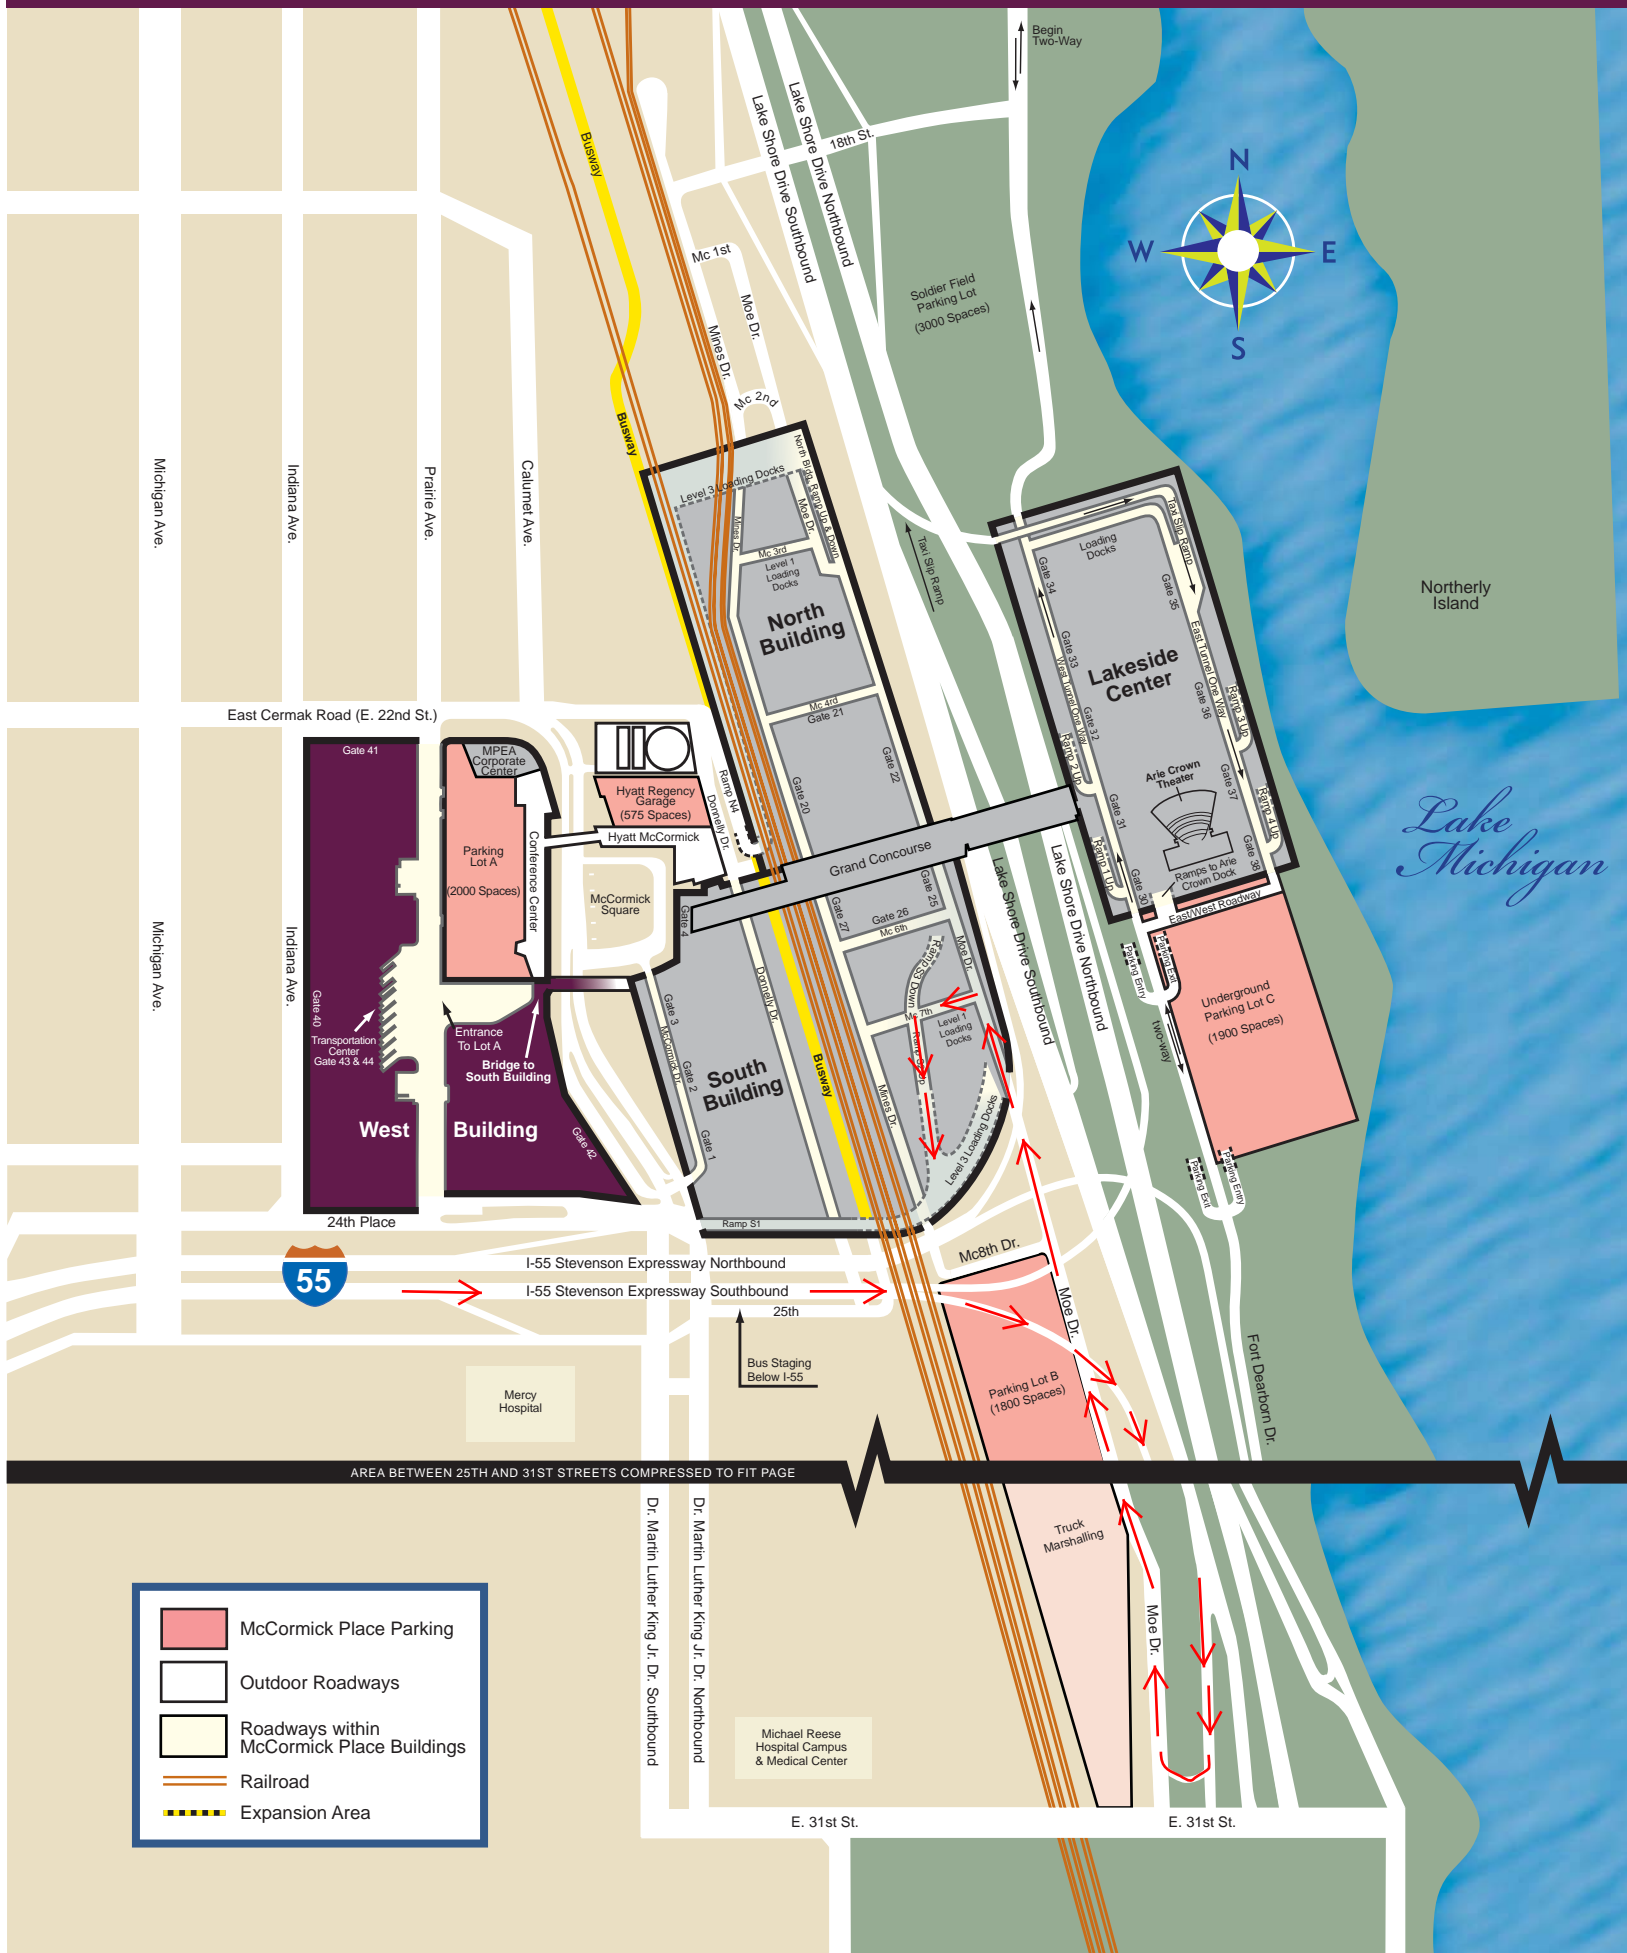 Begin
Two-Way
Busway
Lake Shore Drive Southbound
Lake Shore Drive Northbound
18th St.
N
W
E
S
Mc 1st
Moe Dr.
Mines Dr.
Mc 2nd
Soldier Field
Parking Lot
(3000 Spaces)
Busway
Michigan Ave.
Indiana Ave.
Prairie Ave.
Calumet Ave.
Level 3 Loading Docks
North Bldg. Ramp Up & Down
Moe Dr.
Mines Dr.
Mc 3rd
Level 1
Loading
Docks
North
Building
Taxi Slip Ramp
Loading
Docks
Taxi Slip Ramp
Gate 34
Gate 35
Gate 33
West Tunnel One Way
East Tunnel One Way
Lakeside
Center
Gate 36
Gate 32
Ramp 3 Up
Ramp 2 Up
Northerly
Island
Mc 4rd
Gate 21
Gate 22
Gate 20
East Cermak Road (E. 22nd St.)
Gate 41
MPEA
Corporate
Center
Hyatt Regency
Garage
(575 Spaces)
Ramp N4
Donnelly Dr.
Hyatt McCormick
Parking
Lot A
(2000 Spaces)
Conference Center
McCormick
Square
Gate 4
Grand Concourse
Arie Crown
Theater
Gate 37
Ramp 4 Up
Gate 31
Ramp 1 Up
Gate 30
Gate 38
Ramps to Arie
Crown Dock
East/West Roadway
Lake
Michigan
Lake Shore Drive Southbound
Lake Shore Drive Northbound
Gate 25
Gate 26
Gate 27
Mc 6th
Moe Dr.
Ramp S3 Down
Mc 7th
Level 1
Loading
Docks
Michigan Ave.
Indiana Ave.
Gate 40
Transportation
Center
Gate 43 & 44
Entrance
To Lot A
Bridge to
South Building
Gate 3
McCormick Dr.
Gate 2
Donnelly Dr.
South
Building
Gate 1
Busway
Mines Dr.
Level 3 Loading Docks
Parking Entry
Parking Exit
Underground
Parking Lot C
(1900 Spaces)
two-way
Parking Exit
Parking Entry
West
Building
Gate 42
24th Place
Ramp S1
Mc8th Dr.
55
I-55 Stevenson Expressway Northbound
I-55 Stevenson Expressway Southbound
25th
Bus Staging
Below I-55
Moe Dr.
Parking Lot B
(1800 Spaces)
Fort Dearborn Dr.
Mercy
Hospital
AREA BETWEEN 25TH AND 31ST STREETS COMPRESSED TO FIT PAGE
Dr. Martin Luther King Jr. Dr. Southbound
Dr. Martin Luther King Jr. Dr. Northbound
Truck
Marshalling
Moe Dr.
Michael Reese
Hospital Campus
& Medical Center
E. 31st St.
E. 31st St.
McCormick Place Parking
Outdoor Roadways
Roadways within
McCormick Place Buildings
Railroad
Expansion Area